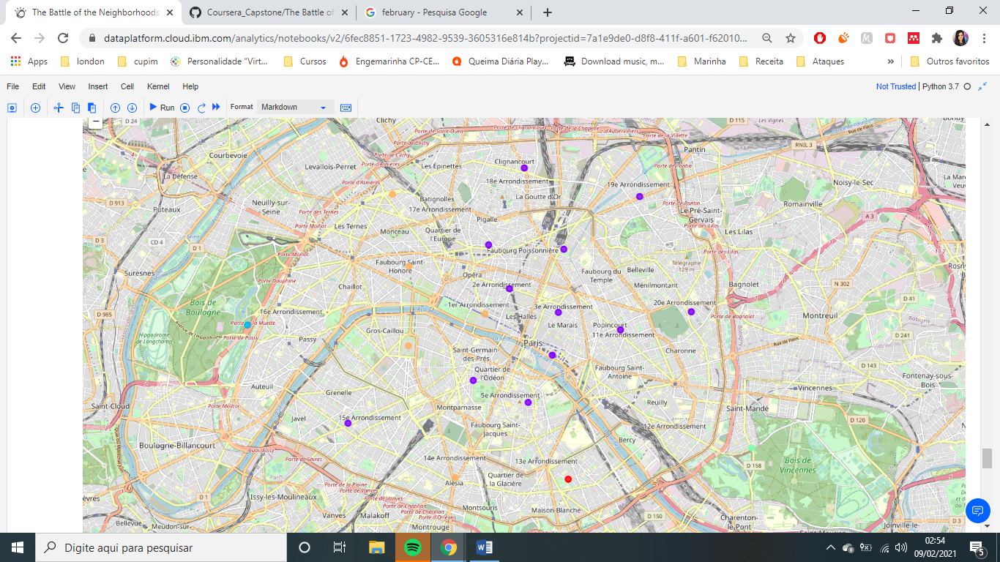 The Battle of the Neighborhoods
Coursera_Capstone/The Battle of
february - Pesquisa Google
dataplatform.cloud.ibm.com/analytics/notebooks/v2/6fec8851-1723-4982-9539-3605316e814b?projectid=7a1e9de0-d8f8-411f-a601-f62010...
Apps london cupim Personalidade “Virt... Cursos Engemarinha CP-CE... Queima Diária Play... Download music, m... Marinha Receita Ataques » Outros favoritos
File Edit View Insert Cell Kernel Help Not Trusted Python 3.7
Run Format Markdown
D 24 Clichy Porte de Saint-Ouen Porte de Clignancourt Porte de la Chapelle D 115 Les Vignes
Porte de la Villette Rue de Paris
Porte de Clichy RNIL 3 Pantin
Courbevoie Porte d'Asnières Clignancourt
Levallois-Perret Les Épinettes Porte de Pantin
La Défense 18e Arrondissement 19e Arrondissement Noisy-le-Sec
Porte d'Asnières La Goutte d'Or
D 913 Neuilly-sur-Seine Batignolles Porte de Pantin Romainville
Puteaux Porte des Ternes 17e Arrondissement Le Pré-Saint-Gervais
Pigalle A 3
Porte Maillot Les Ternes Monceau Quartier de l'Europe Porte des Lilas Les Lilas
La Seine
D 3 CD 4
D 1 Faubourg Poissonnière Porte des Lilas
Porte Maillot Faubourg Saint-Honoré Télégraphe 129 m
Suresnes Opéra Faubourg du Temple Belleville N 302
Porte Dauphine Chaillot 2e Arrondissement Ménilmontant Bagnolet
Bois de Boulogne 1er Arrondissement 3e Arrondissement 20e Arrondissement D 41
D 985 16e Arrondissement La Seine Les Halles Porte de Bagnolet Montreuil
Porte de la Muette Le Marais Popincourt
Hippodrome de Longchamp Porte de Passy Passy Gros-Caillou 11e Arrondissement D 241
Paris Rue de Paris
Saint-Germain-des-Prés Charonne
D 143
Quartier de l'Odéon Faubourg Saint-Antoine Fontenay-sous-Bois
Auteuil Vincennes
Grenelle 5e Arrondissement
Saint-Cloud Porte Molitor Montparnasse Reuilly Saint-Mandé
Javel 15e Arrondissement Faubourg Saint-Jacques 12e Arrondissement D 120
Boulogne-Billancourt Bercy
Quai d'Issy
Porte de Sèvres 14e Arrondissement 13e Arrondissement D 158 Bois de Vincennes
Alésia Quartier de la Glacière
Porte de la Plaine
D 1 Issy-les-Moulineaux Porte de Vanves
Porte de Châtillon Montsouris Maison-Blanche
Vanves Malakoff Porte d'Orléans D 150 Charenton-le-Pont D 3
Bellevue Meudon-sur- Montrouge Joinville-le-
Digite aqui para pesquisar
02:54
09/02/2021
5